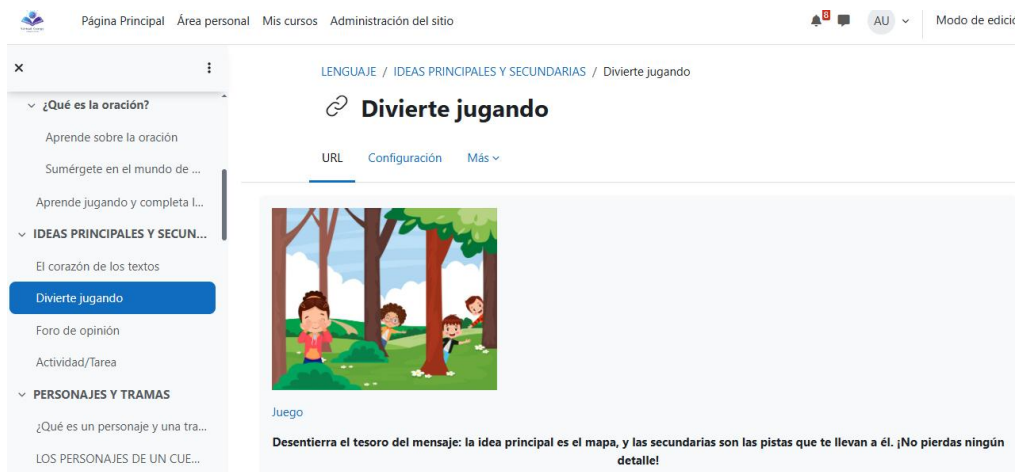 Página Principal Área personal Mis cursos Administración del sitio
8
AU
Modo de edició
LENGUAJE / IDEAS PRINCIPALES Y SECUNDARIAS / Divierte jugando
Divierte jugando
URL Configuración Más
¿Qué es la oración?
Aprende sobre la oración
Sumérgete en el mundo de ...
Aprende jugando y completa l...
IDEAS PRINCIPALES Y SECUN...
El corazón de los textos
Divierte jugando
Foro de opinión
Actividad/Tarea
PERSONAJES Y TRAMAS
¿Qué es un personaje y una tra...
LOS PERSONAJES DE UN CUE...
Juego
Desentierra el tesoro del mensaje: la idea principal es el mapa, y las secundarias son las pistas que te llevan a él. ¡No pierdas ningún
detalle!